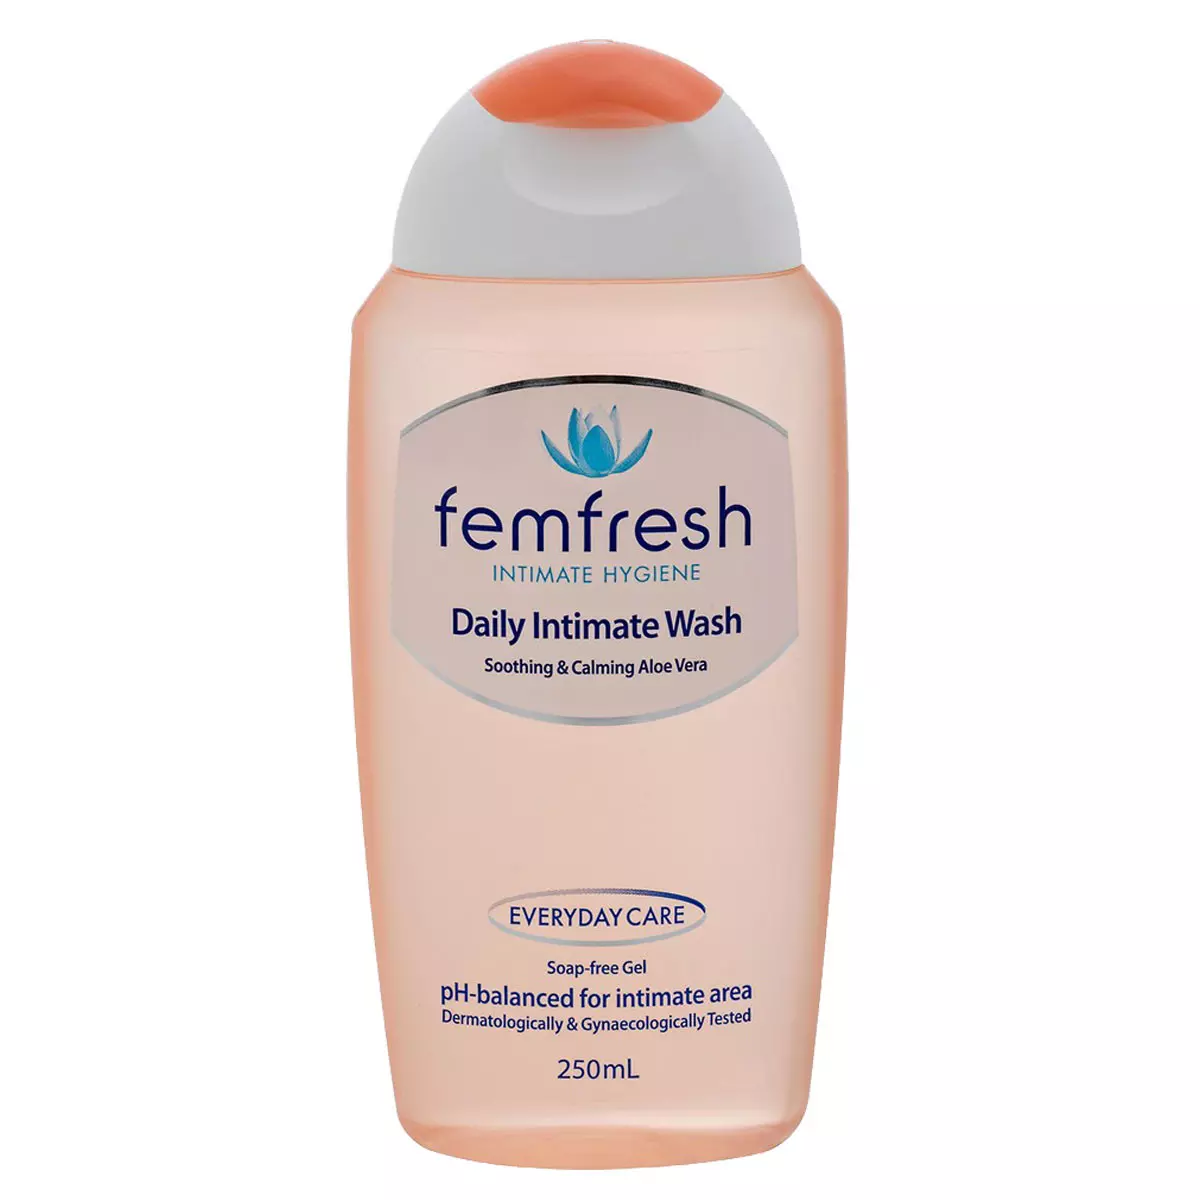 femfresh
INTIMATE HYGIENE
Daily Intimate Wash
Soothing & Calming Aloe Vera
EVERYDAY CARE
Soap-free Gel
pH-balanced for intimate area
Dermatologically & Gynaecologically Tested
250mL